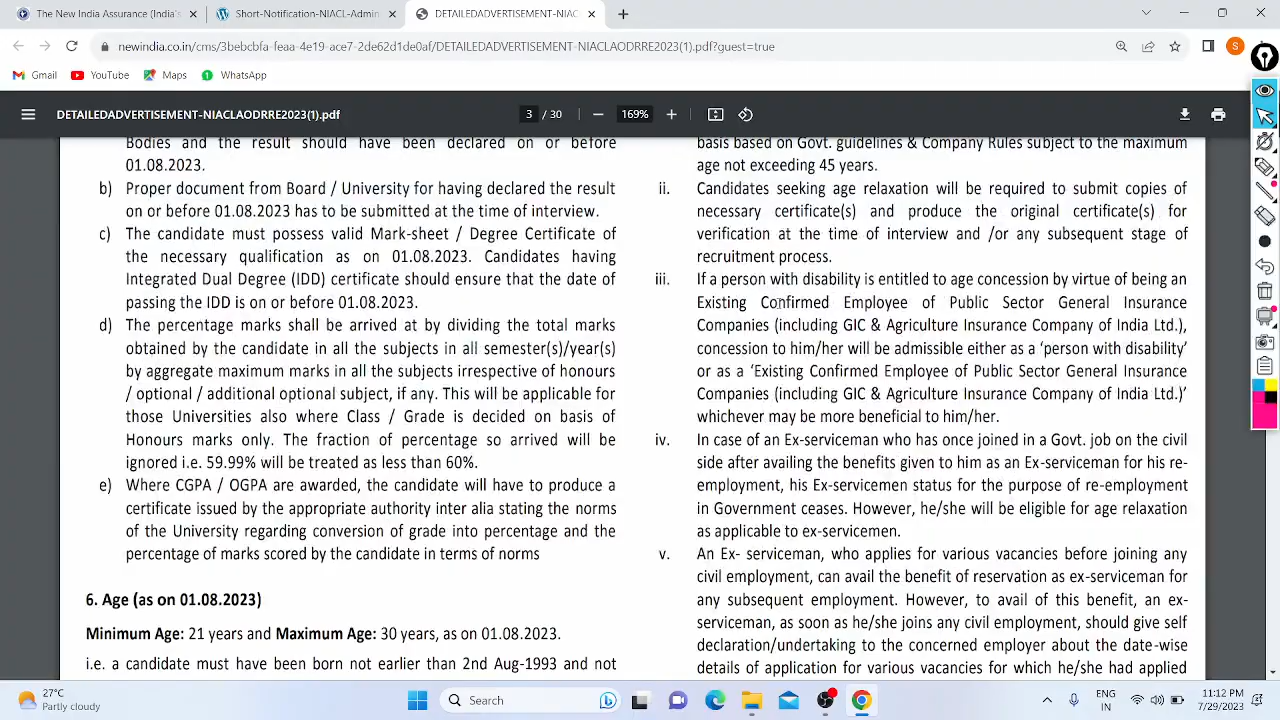 The New India Assurance (India's
Short-Notification-NIACL-Admin
DETAILEDADVERTISEMENT-NIAC
newindia.co.in/cms/3bebcbfa-feaa-4e19-ace7-2de62d1de0af/DETAILEDADVERTISEMENT-NIACLAODRRE2023(1).pdf?guest=true
S
Gmail YouTube Maps WhatsApp
DETAILEDADVERTISEMENT-NIACLAODRRE2023(1).pdf 3 / 30 169%
Bodies and the result should have been declared on or before
01.08.2023.
b) Proper document from Board / University for having declared the result
on or before 01.08.2023 has to be submitted at the time of interview.
c) The candidate must possess valid Mark-sheet / Degree Certificate of
the necessary qualification as on 01.08.2023. Candidates having
Integrated Dual Degree (IDD) certificate should ensure that the date of
passing the IDD is on or before 01.08.2023.
d) The percentage marks shall be arrived at by dividing the total marks
obtained by the candidate in all the subjects in all semester(s)/year(s)
by aggregate maximum marks in all the subjects irrespective of honours
/ optional / additional optional subject, if any. This will be applicable for
those Universities also where Class / Grade is decided on basis of
Honours marks only. The fraction of percentage so arrived will be
ignored i.e. 59.99% will be treated as less than 60%.
e) Where CGPA / OGPA are awarded, the candidate will have to produce a
certificate issued by the appropriate authority inter alia stating the norms
of the University regarding conversion of grade into percentage and the
percentage of marks scored by the candidate in terms of norms
6. Age (as on 01.08.2023)
Minimum Age: 21 years and Maximum Age: 30 years, as on 01.08.2023.
i.e. a candidate must have been born not earlier than 2nd Aug-1993 and not
basis based on Govt. guidelines & Company Rules subject to the maximum
age not exceeding 45 years.
ii. Candidates seeking age relaxation will be required to submit copies of
necessary certificate(s) and produce the original certificate(s) for
verification at the time of interview and /or any subsequent stage of
recruitment process.
iii. If a person with disability is entitled to age concession by virtue of being an
Existing Confirmed Employee of Public Sector General Insurance
Companies (including GIC & Agriculture Insurance Company of India Ltd.),
concession to him/her will be admissible either as a ‘person with disability’
or as a ‘Existing Confirmed Employee of Public Sector General Insurance
Companies (including GIC & Agriculture Insurance Company of India Ltd.)’
whichever may be more beneficial to him/her.
iv. In case of an Ex-serviceman who has once joined in a Govt. job on the civil
side after availing the benefits given to him as an Ex-serviceman for his re-
employment, his Ex-servicemen status for the purpose of re-employment
in Government ceases. However, he/she will be eligible for age relaxation
as applicable to ex-servicemen.
v. An Ex- serviceman, who applies for various vacancies before joining any
civil employment, can avail the benefit of reservation as ex-serviceman for
any subsequent employment. However, to avail of this benefit, an ex-
serviceman, as soon as he/she joins any civil employment, should give self
declaration/undertaking to the concerned employer about the date-wise
details of application for various vacancies for which he/she had applied
27°C
Partly cloudy
Search
ENG
IN
11:12 PM
7/29/2023